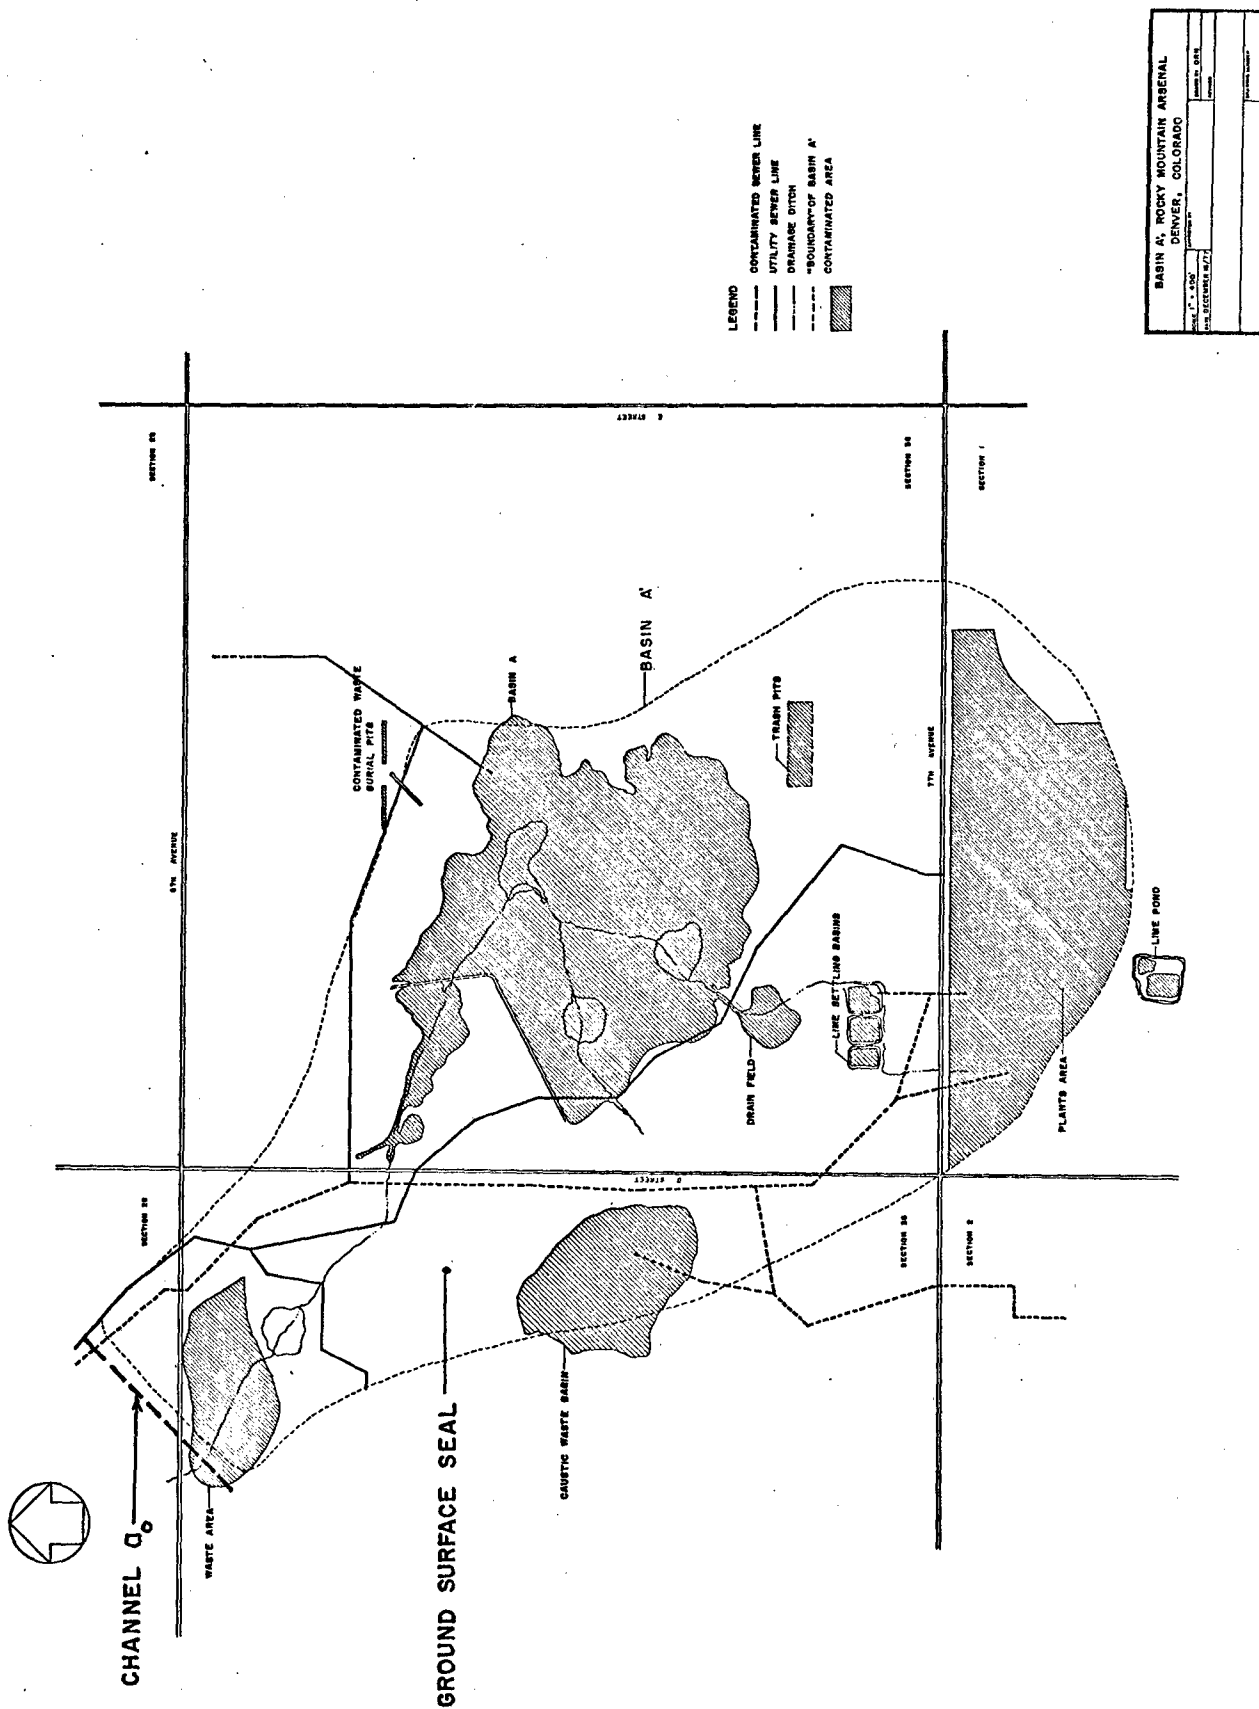 CHANNEL a₀
GROUND SURFACE SEAL
WASTE AREA
CAUSTIC WASTE BASIN
SECTION 25
SECTION 26
8TH AVENUE
CONTAMINATED WASTE
BURIAL PITS
BASIN A
BASIN A'
TRASH PITS
7TH AVENUE
LIME SETTLING BASINS
DRAIN FIELD
D STREET
E STREET
SECTION 36
SECTION 1
SECTION 2
PLANTS AREA
LIME POND
LEGEND
CONTAMINATED SEWER LINE
UTILITY SEWER LINE
DRAINAGE DITCH
"BOUNDARY" OF BASIN A'
CONTAMINATED AREA
BASIN A', ROCKY MOUNTAIN ARSENAL
DENVER, COLORADO